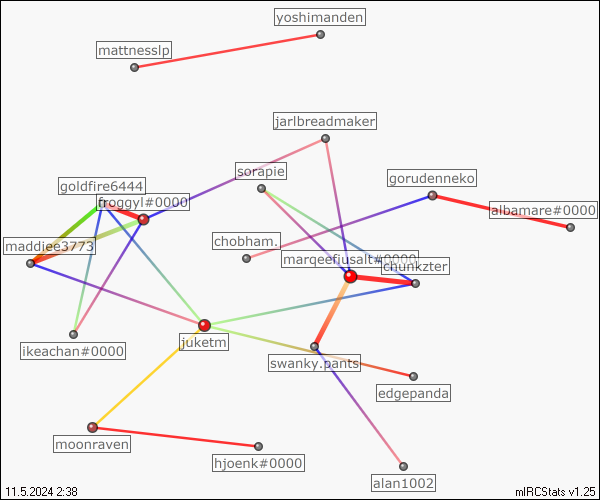 yoshimanden
mattnesslp
jarlbreadmaker
sorapie
gorudenneko
goldfire6444
froggyl#0000
albamare#0000
maddiee3773
chobham.
marqeefiusalt#0000
chunkzter
juketm
ikeachan#0000
swanky.pants
edgepanda
moonraven
hjoenk#0000
alan1002
11.5.2024 2:38
mIRCStats v1.25